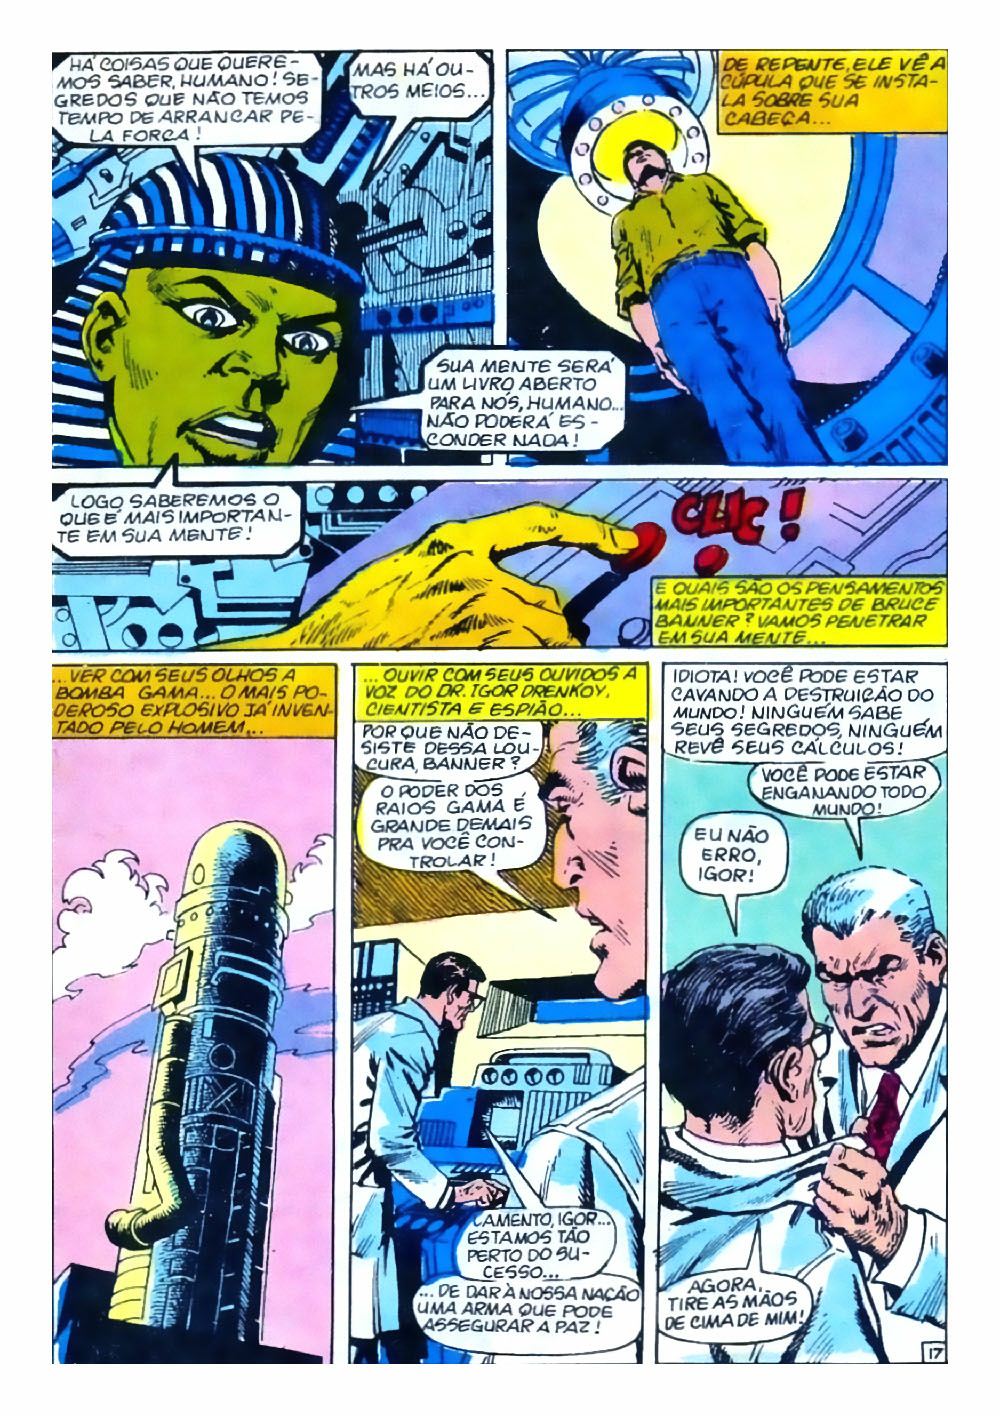 HÁ COISAS QUE QUERE-
MOS SABER, HUMANO! SE-
GREDOS QUE NÃO TEMOS
TEMPO DE ARRANCAR PE-
LA FORÇA!
MAS HÁ OU-
TROS MEIOS...
DE REPENTE, ELE VÊ A
CÚPULA QUE SE INSTA-
LA SOBRE SUA
CABEÇA...
SUA MENTE SERÁ
UM LIVRO ABERTO
PARA NÓS, HUMANO...
NÃO PODERÁ ES-
CONDER NADA!
LOGO SABEREMOS O
QUE É MAIS IMPORTAN-
TE EM SUA MENTE!
CLIC!
E QUAIS SÃO OS PENSAMENTOS
MAIS IMPORTANTES DE BRUCE
BANNER? VAMOS PENETRAR
EM SUA MENTE...
...VER COM SEUS OLHOS A
BOMBA GAMA... O MAIS PO-
DEROSO EXPLOSIVO JÁ INVEN-
TADO PELO HOMEM...
...OUVIR COM SEUS OUVIDOS A
VOZ DO DR. IGOR DRENKOV,
CIENTISTA E ESPIÃO...
POR QUE NÃO DE-
SISTE DESSA LOU-
CURA, BANNER?
O PODER DOS
RAIOS GAMA É
GRANDE DEMAIS
PRA VOCÊ CON-
TROLAR!
LAMENTO, IGOR...
ESTAMOS TÃO
PERTO DO SU-
CESSO...
...DE DAR À NOSSA NAÇÃO
UMA ARMA QUE PODE
ASSEGURAR A PAZ!
IDIOTA! VOCÊ PODE ESTAR
CAVANDO A DESTRUIÇÃO DO
MUNDO! NINGUÉM SABE
SEUS SEGREDOS, NINGUÉM
REVÊ SEUS CÁLCULOS!
VOCÊ PODE ESTAR
ENGANANDO TODO
MUNDO!
EU NÃO
ERRO,
IGOR!
AGORA,
TIRE AS MÃOS
DE CIMA DE MIM!
17